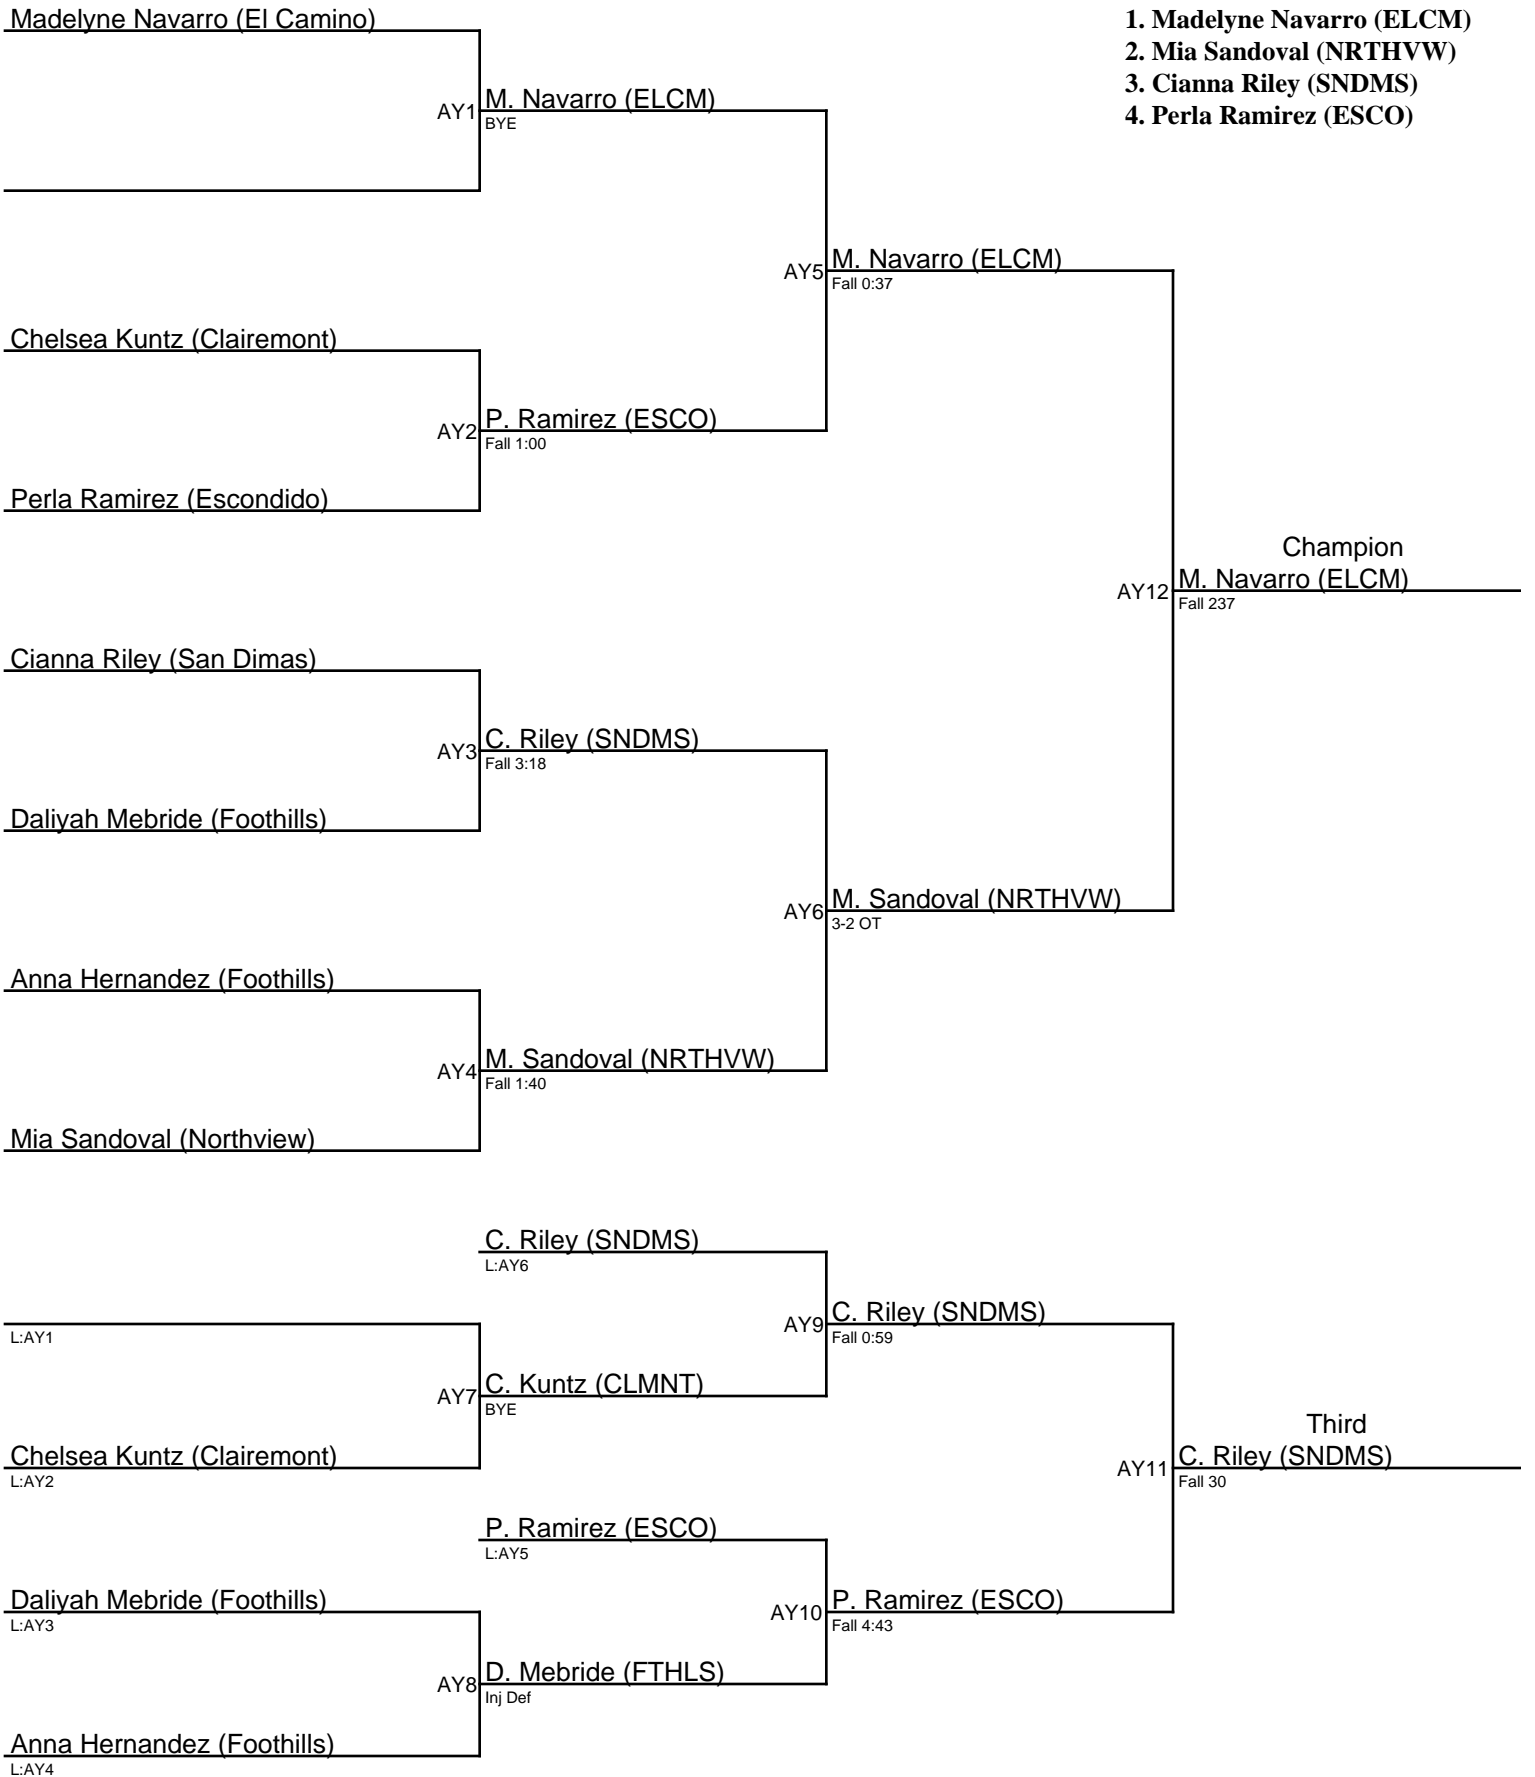 Madelyne Navarro (El Camino)
1. Madelyne Navarro (ELCM)
2. Mia Sandoval (NRTHVW)
3. Cianna Riley (SNDMS)
4. Perla Ramirez (ESCO)
AY1
M. Navarro (ELCM)
BYE
AY5
M. Navarro (ELCM)
Fall 0:37
Chelsea Kuntz (Clairemont)
AY2
P. Ramirez (ESCO)
Fall 1:00
Perla Ramirez (Escondido)
Champion
AY12
M. Navarro (ELCM)
Fall 237
Cianna Riley (San Dimas)
AY3
C. Riley (SNDMS)
Fall 3:18
Daliyah Mebride (Foothills)
AY6
M. Sandoval (NRTHVW)
3-2 OT
Anna Hernandez (Foothills)
AY4
M. Sandoval (NRTHVW)
Fall 1:40
Mia Sandoval (Northview)
C. Riley (SNDMS)
L:AY6
L:AY1
AY9
C. Riley (SNDMS)
Fall 0:59
AY7
C. Kuntz (CLMNT)
BYE
Chelsea Kuntz (Clairemont)
L:AY2
Third
AY11
C. Riley (SNDMS)
Fall 30
P. Ramirez (ESCO)
L:AY5
Daliyah Mebride (Foothills)
L:AY3
AY10
P. Ramirez (ESCO)
Fall 4:43
AY8
D. Mebride (FTHLS)
Inj Def
Anna Hernandez (Foothills)
L:AY4